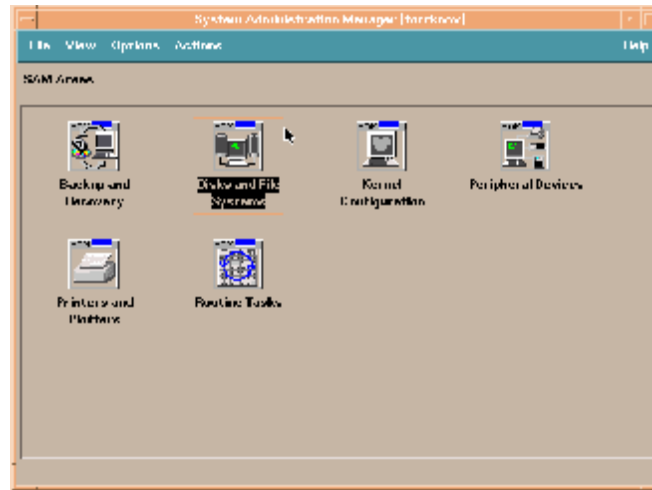 System Administration Manager
File View Options Actions Help
SAM Areas
Backup and
Recovery
Disks and File
Systems
Kernel
Configuration
Peripheral Devices
Printers and
Plotters
Routine Tasks